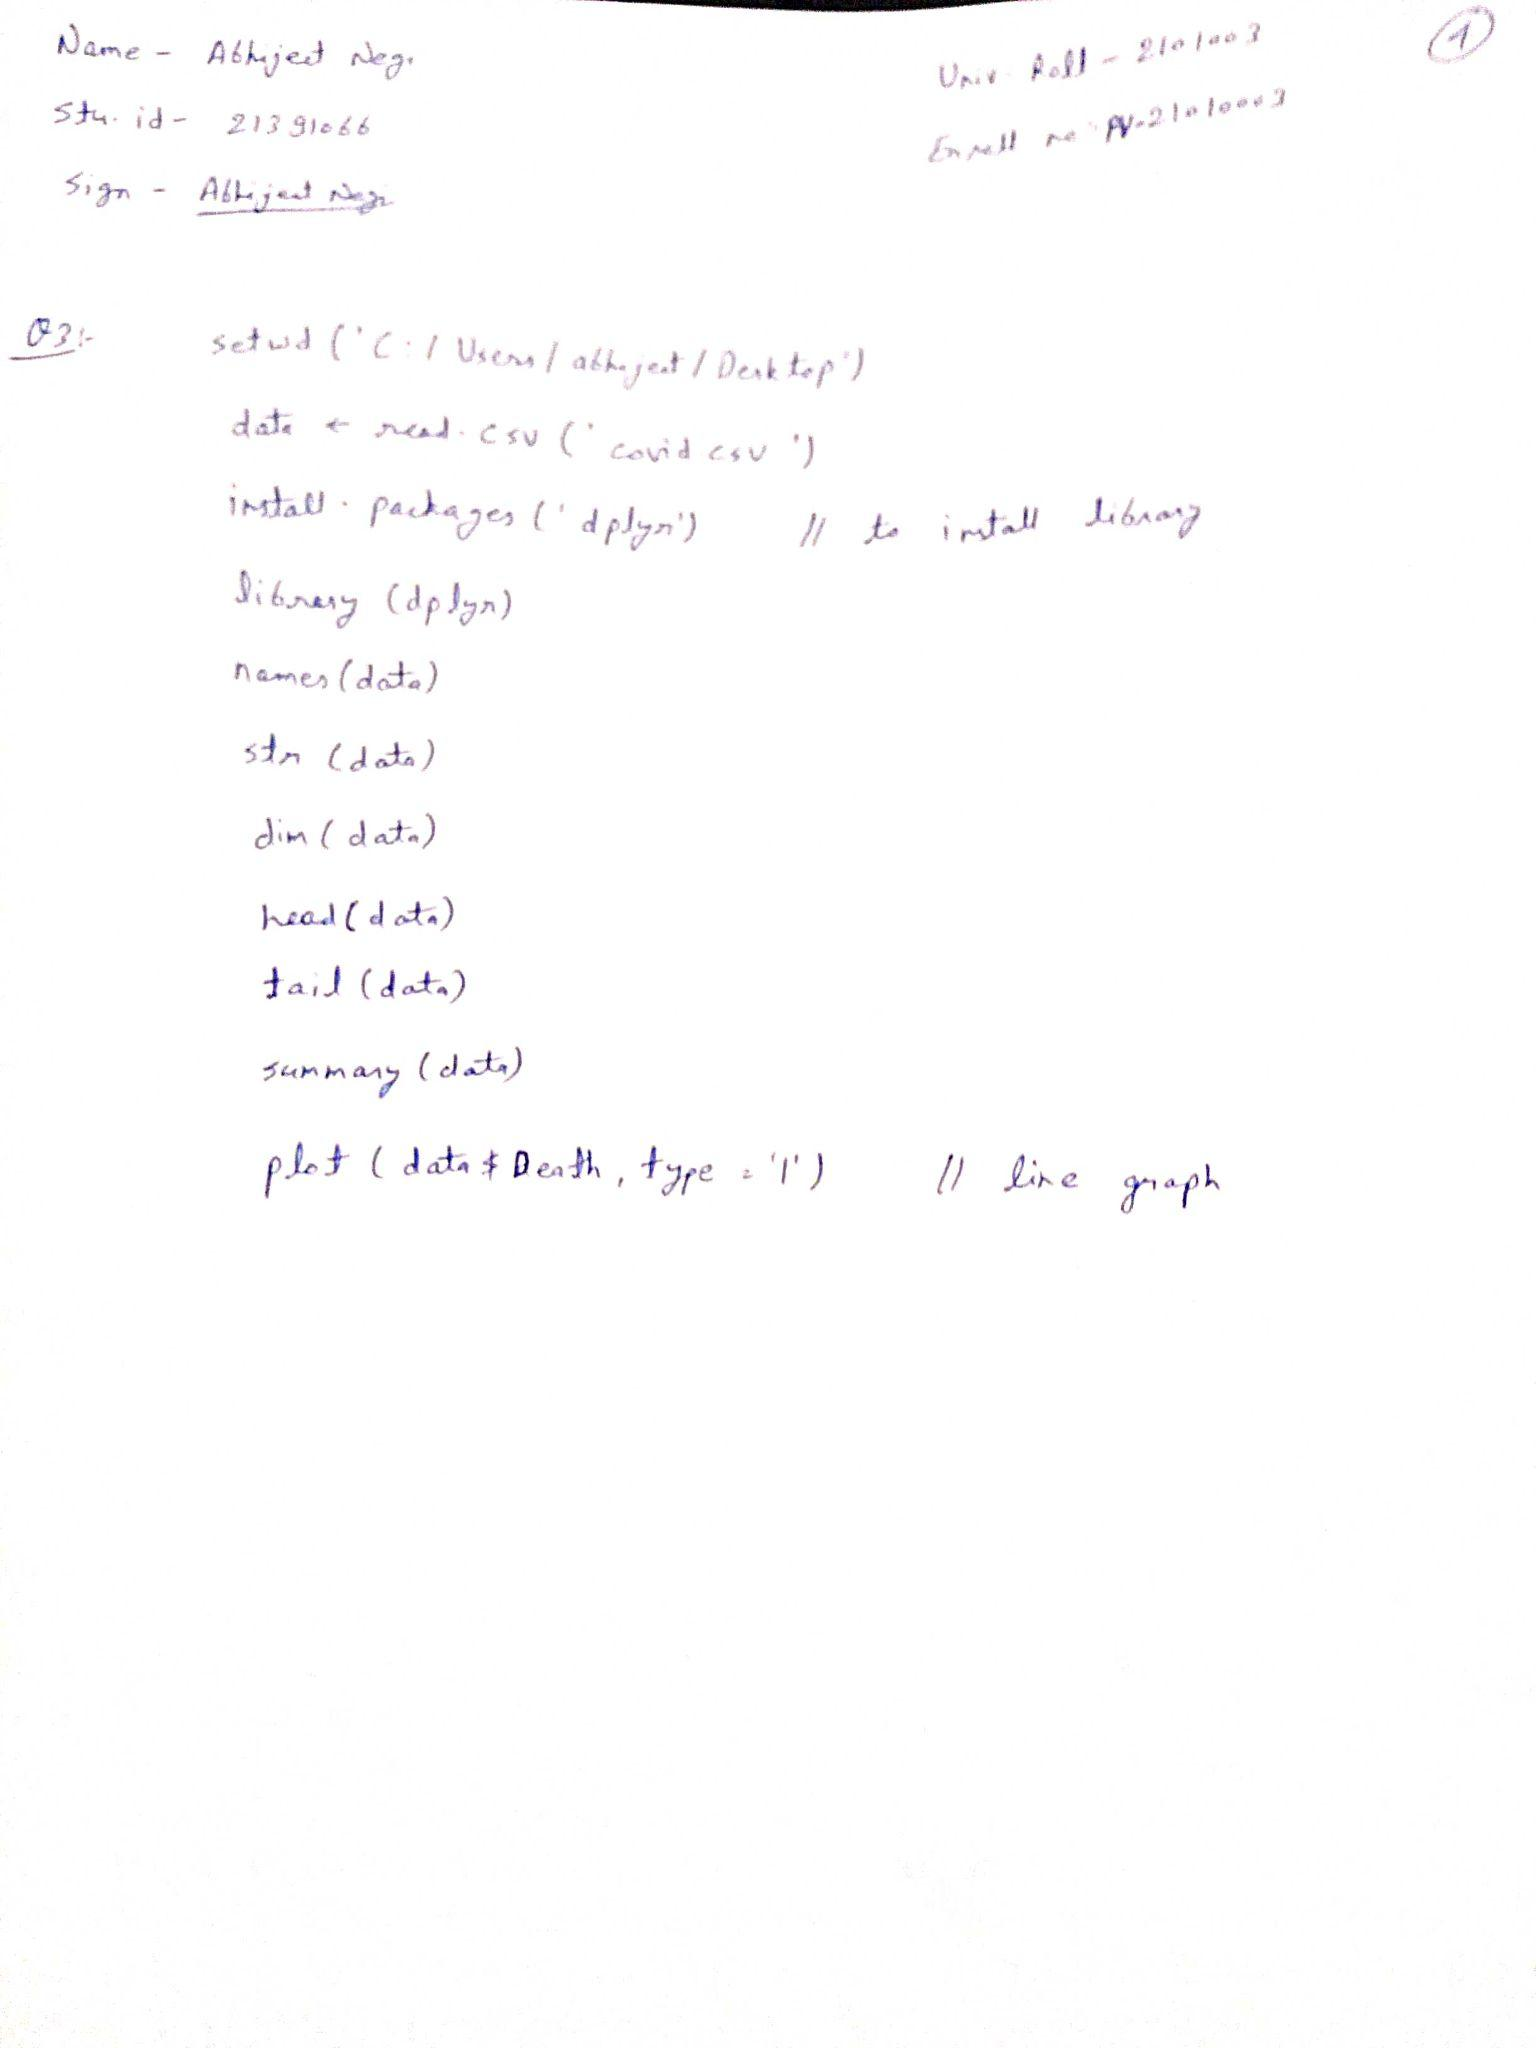 Name - Abhijeet Negi
Univ. Roll - 2101003
1
Stu. id - 21391066
Enroll no - PV-21010003
Sign - Abhijeet Negi
Q3:-
setwd ('C:/Users/abhijeet/Desktop')
data ← read.csv ('covid csv')
install.packages ('dplyr') // to install library
library (dplyr)
names (data)
str (data)
dim (data)
head (data)
tail (data)
summary (data)
plot (data$Death, type = 'l') // line graph